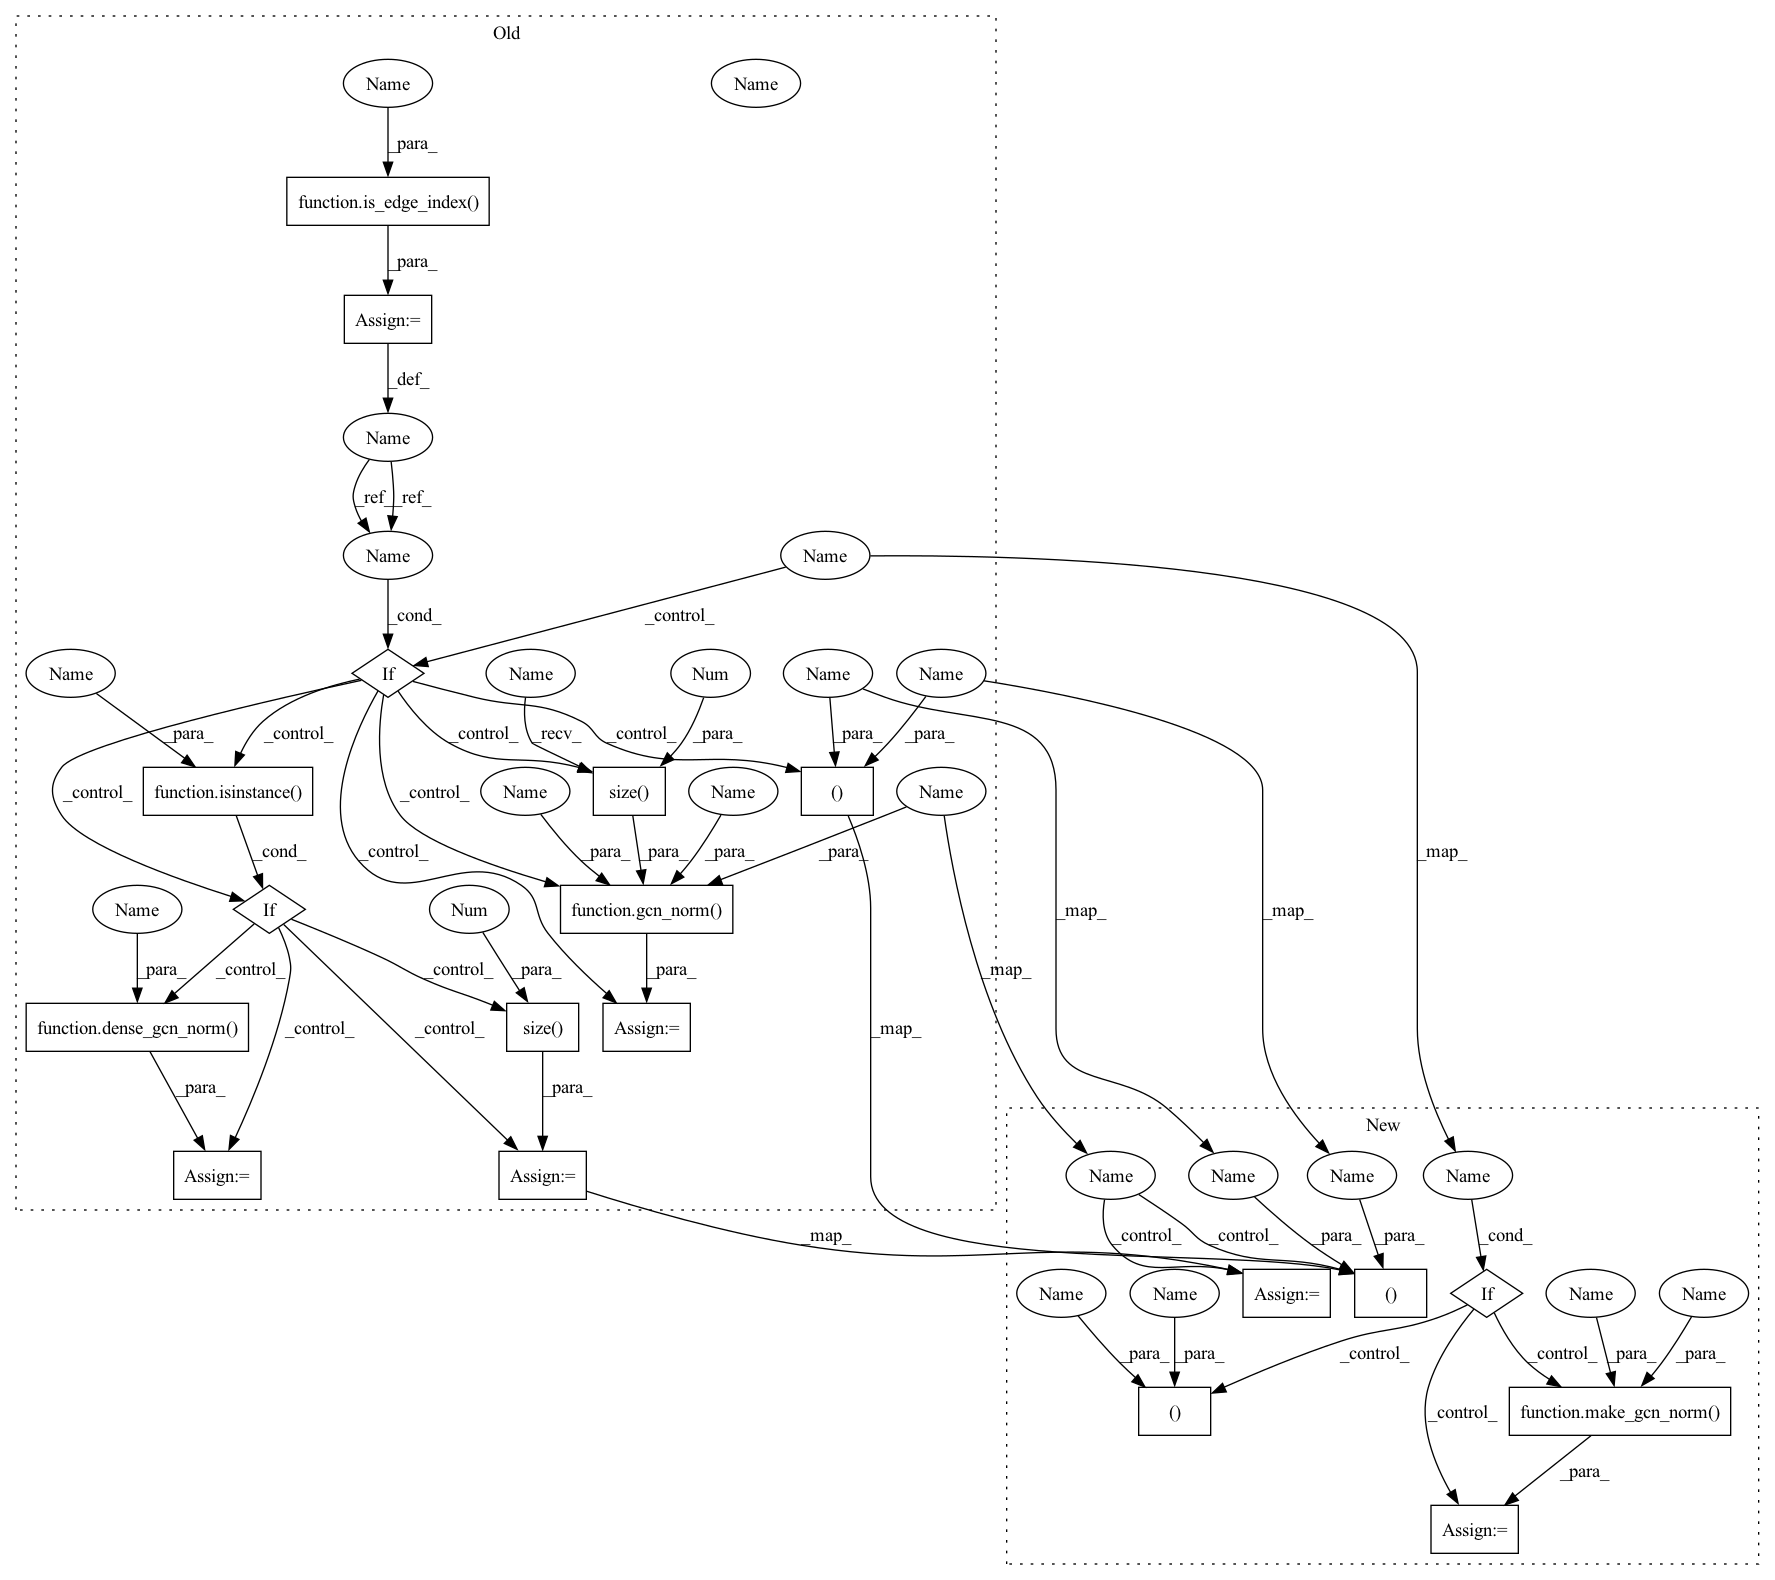 Old
Name Name
_para_
function.is_edge_index()
_para_
Assign:=
_def_
Name
_ref_ _ref_
Name Name
_cond_ _control_
Name If Name Num Name Name
_para_ _control_ _control_ _recv_ _control_ _para_ _para_ _para_
function.isinstance() size() ()
_control_ _control_ Name Name Name _map_
_cond_ _control_ _para_ _para_ _para_ _para_
Name If Num function.gcn_norm() _map_ _map_
_para_ _control_ _control_ _para_ _para_ _map_
function.dense_gcn_norm() _control_ _control_ size() Assign:= _map_
_para_ _para_
New
Assign:= Assign:= Name Name Name Name
_map_ _control_ _control_ _para_ _para_ _cond_
Name Name Assign:= () If Name Name
_para_ _para_ _control_ _control_ _para_ _para_
() _control_ function.make_gcn_norm()
_para_
Assign:=